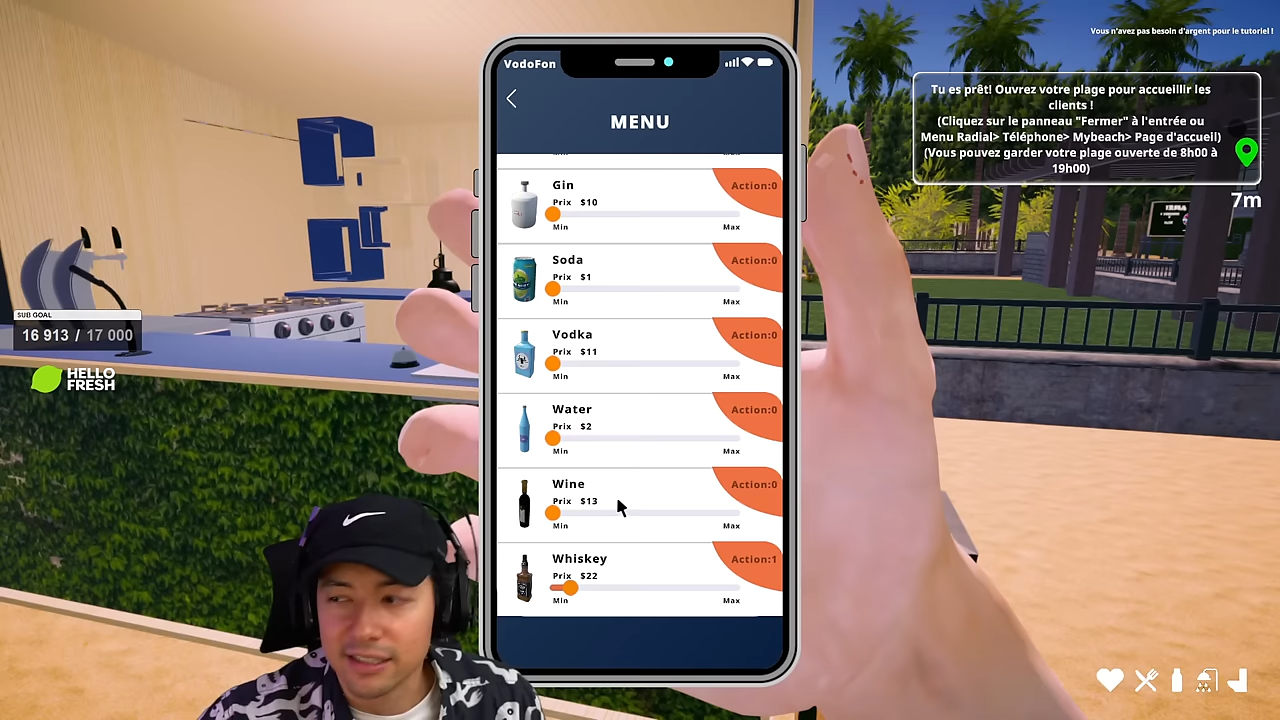 Vous n'avez pas besoin d'argent pour le tutoriel !
Tu es prêt! Ouvrez votre plage pour accueillir les
clients !
(Cliquez sur le panneau "Fermer" à l'entrée ou
Menu Radial> Téléphone> Mybeach> Page d'accueil)
(Vous pouvez garder votre plage ouverte de 8h00 à
19h00)
7m
VodoFon
MENU
Gin
Action:0
Prix $10
Min Max
Soda
Action:0
Prix $1
Min Max
Vodka
Action:0
Prix $11
Min Max
Water
Action:0
Prix $2
Min Max
Wine
Action:0
Prix $13
Min Max
Whiskey
Action:1
Prix $22
Min Max
SUB GOAL
16 913 / 17 000
HELLO
FRESH